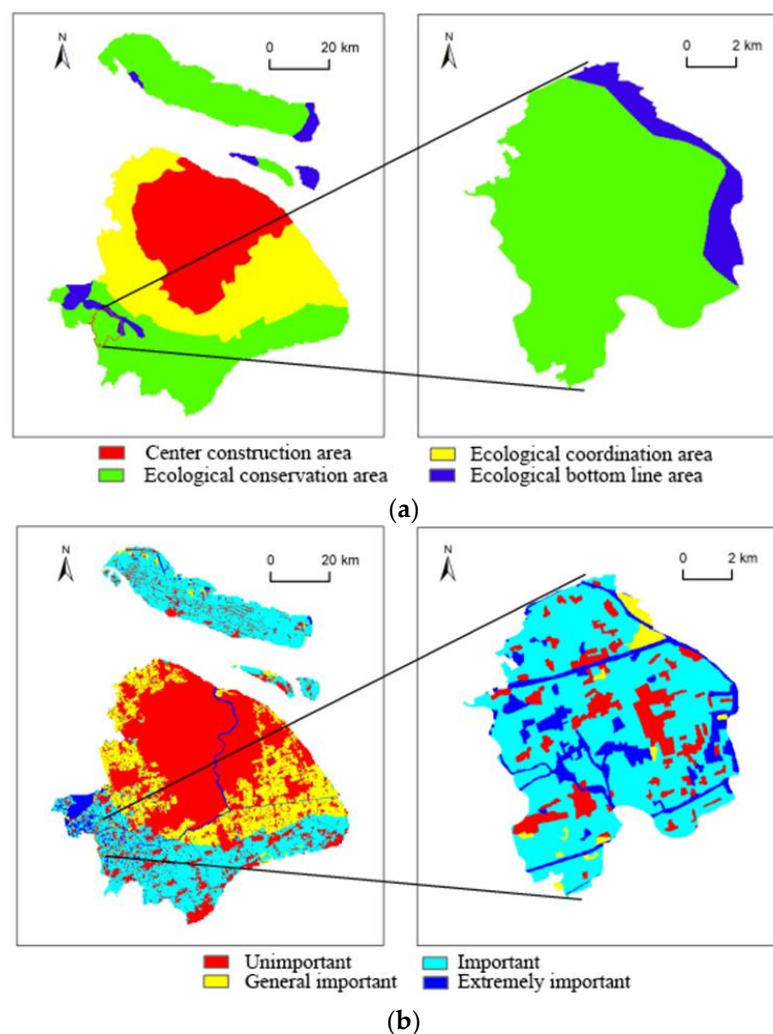 N
0 20 km
N
0 2 km
Center construction area
Ecological coordination area
Ecological conservation area
Ecological bottom line area
(a)
N
0 20 km
N
0 2 km
Unimportant
Important
General important
Extremely important
(b)